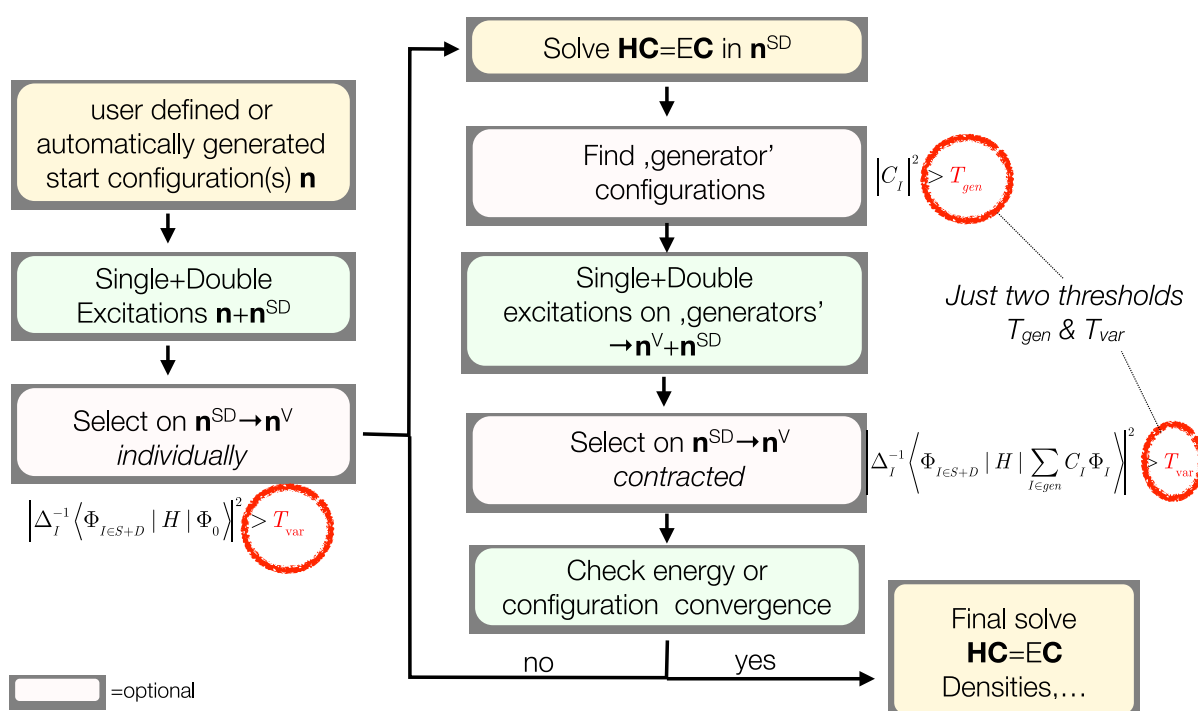 user defined or
automatically generated
start configuration(s) n
Single+Double
Excitations n+n^SD
Select on n^SD→n^V
individually
|Δ_I^{-1}⟨Φ_{I∈S+D} | H | Φ_0⟩|^2 > T_var
=optional
Solve HC=EC in n^SD
Find ‚generator'
configurations
|C_I|^2 > T_gen
Single+Double
excitations on ‚generators'
→n^V+n^SD
Just two thresholds
T_gen & T_var
Select on n^SD→n^V
contracted
|Δ_I^{-1}⟨Φ_{I∈S+D} | H | ∑_{I∈gen} C_I Φ_I⟩|^2 > T_var
Check energy or
configuration convergence
no
yes
Final solve
HC=EC
Densities,…